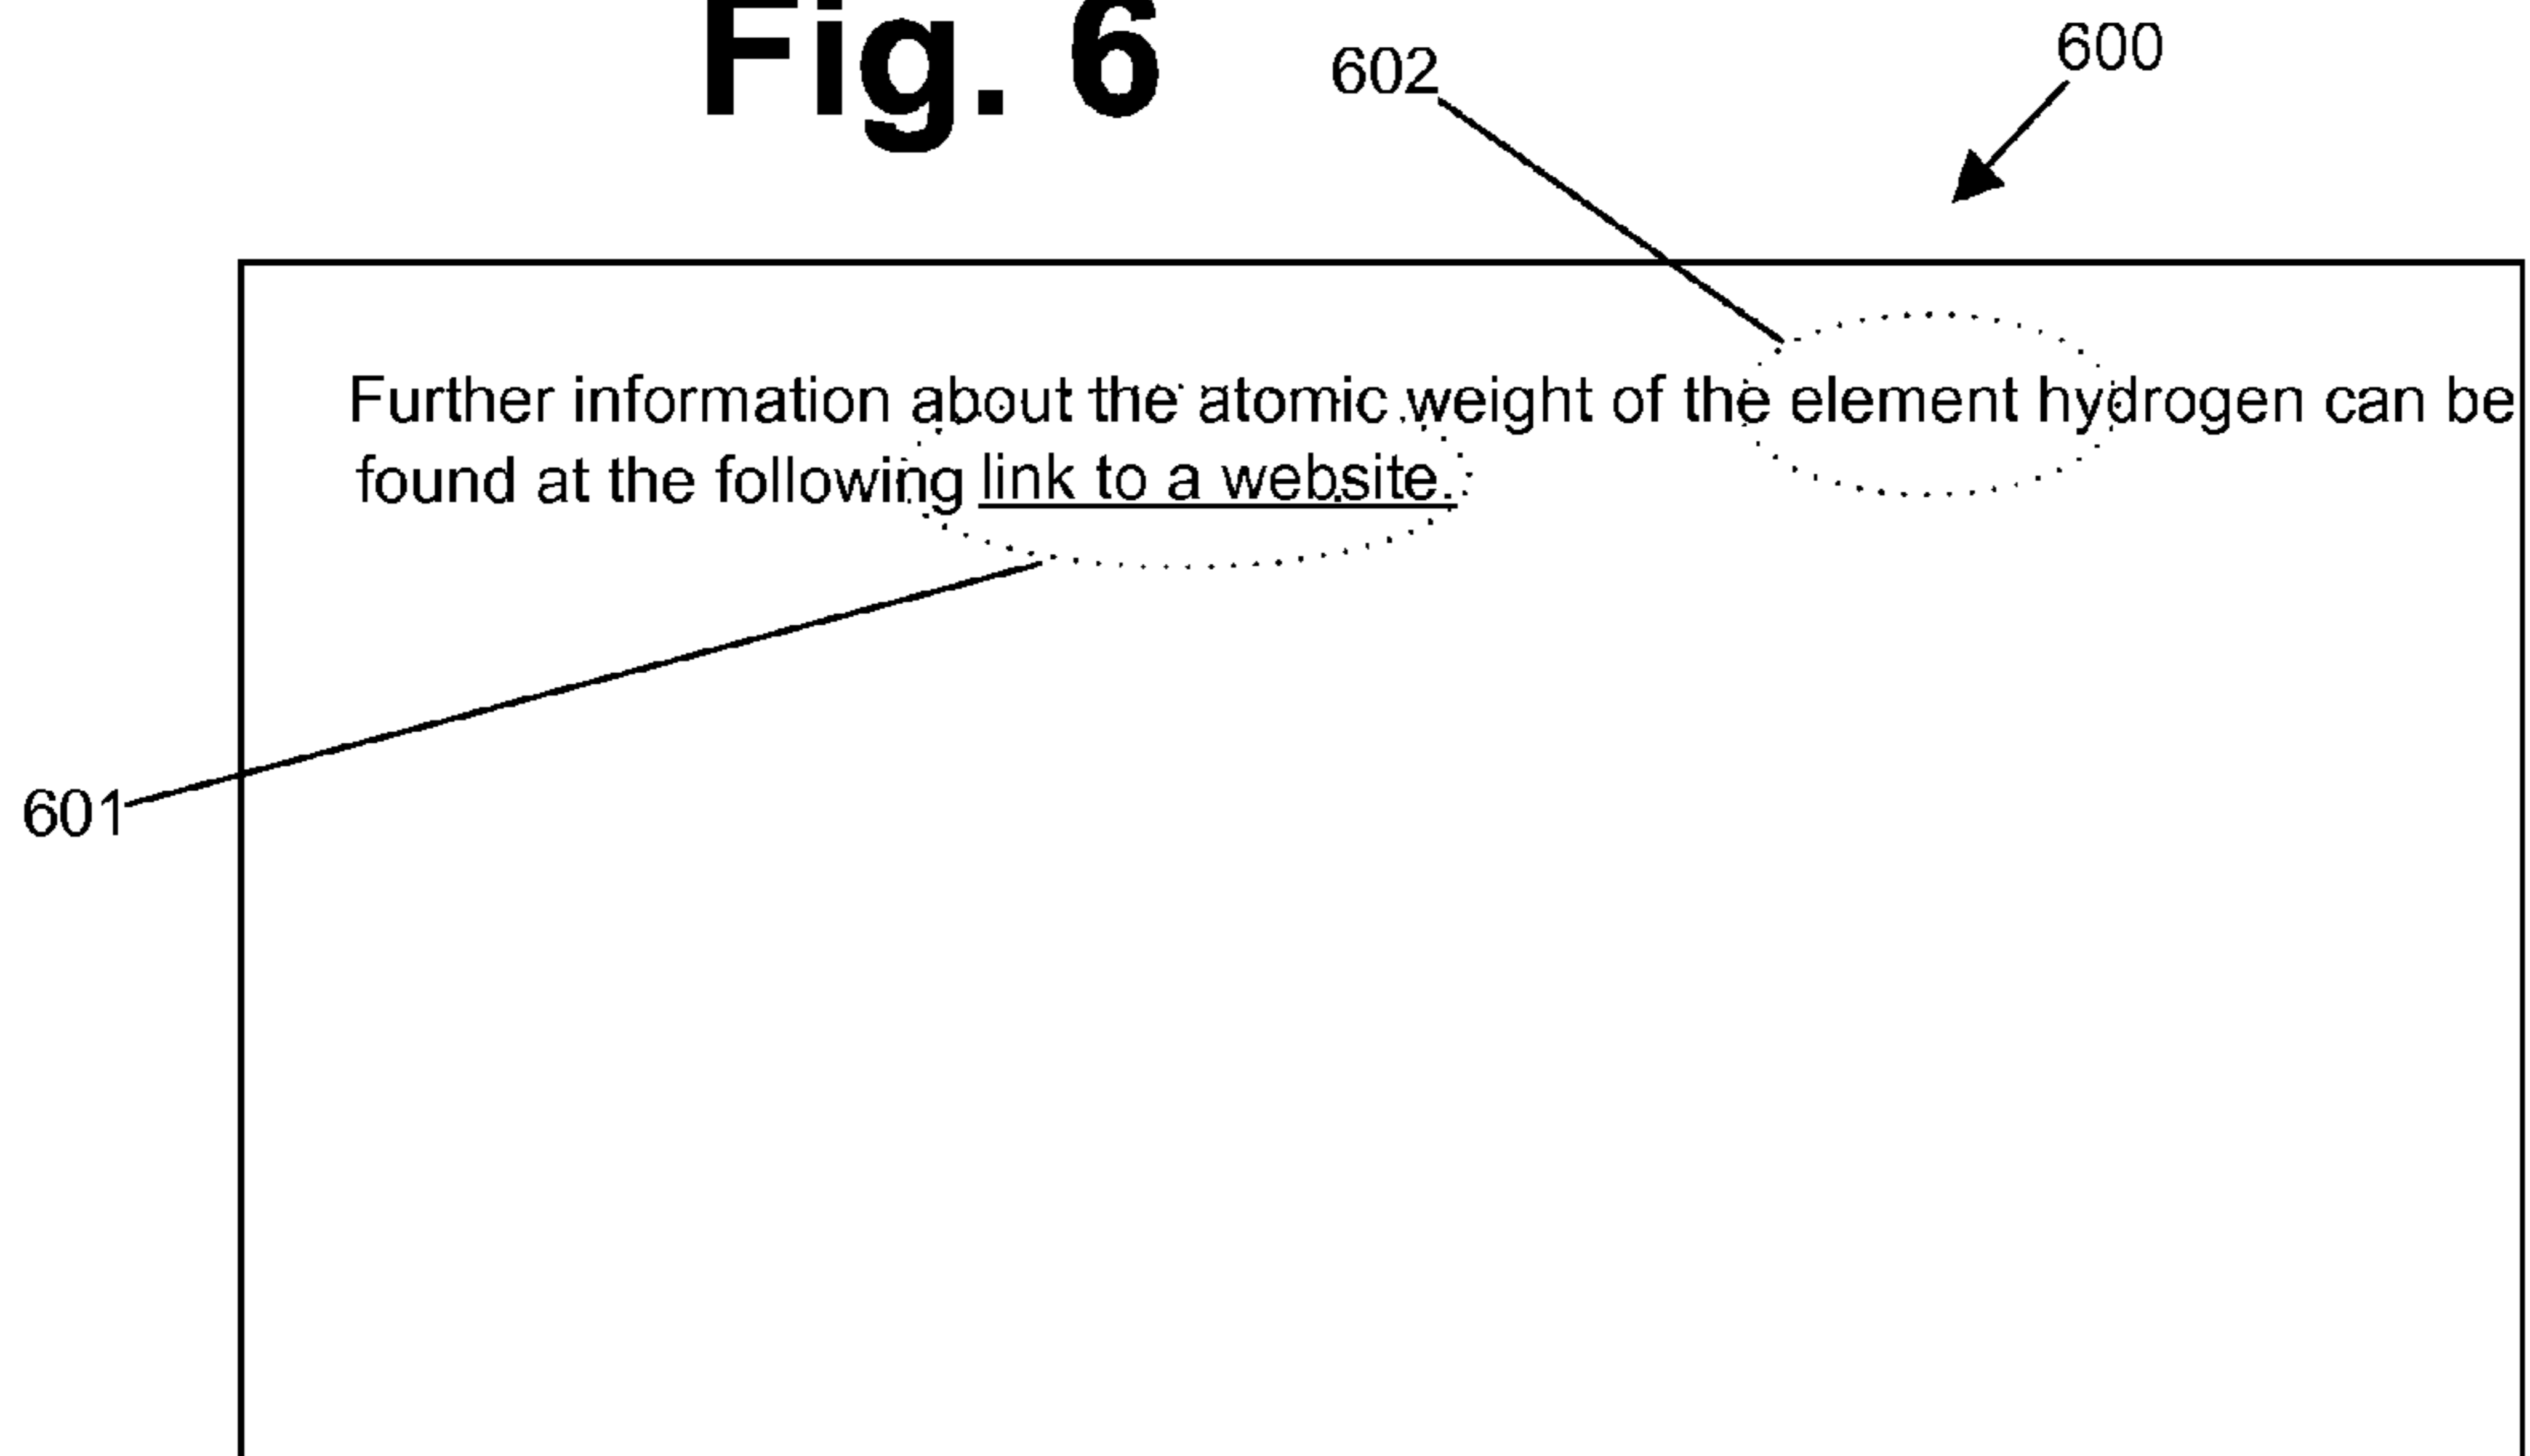 Fig. 6
602
600
Further information about the atomic weight of the element hydrogen can be
found at the following link to a website.
601